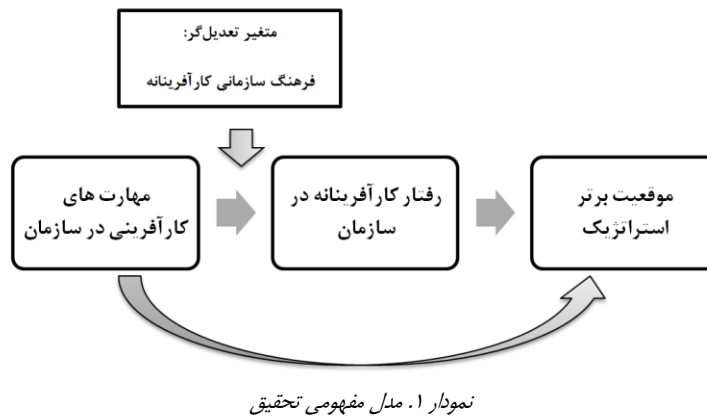 متغیر تعدیل‌گر:
فرهنگ سازمانی کارآفرینانه
مهارت های
کارآفرینی در سازمان
رفتار کارآفرینانه در
سازمان
موقعیت برتر
استراتژیک
نمودار ۱. مدل مفهومی تحقیق